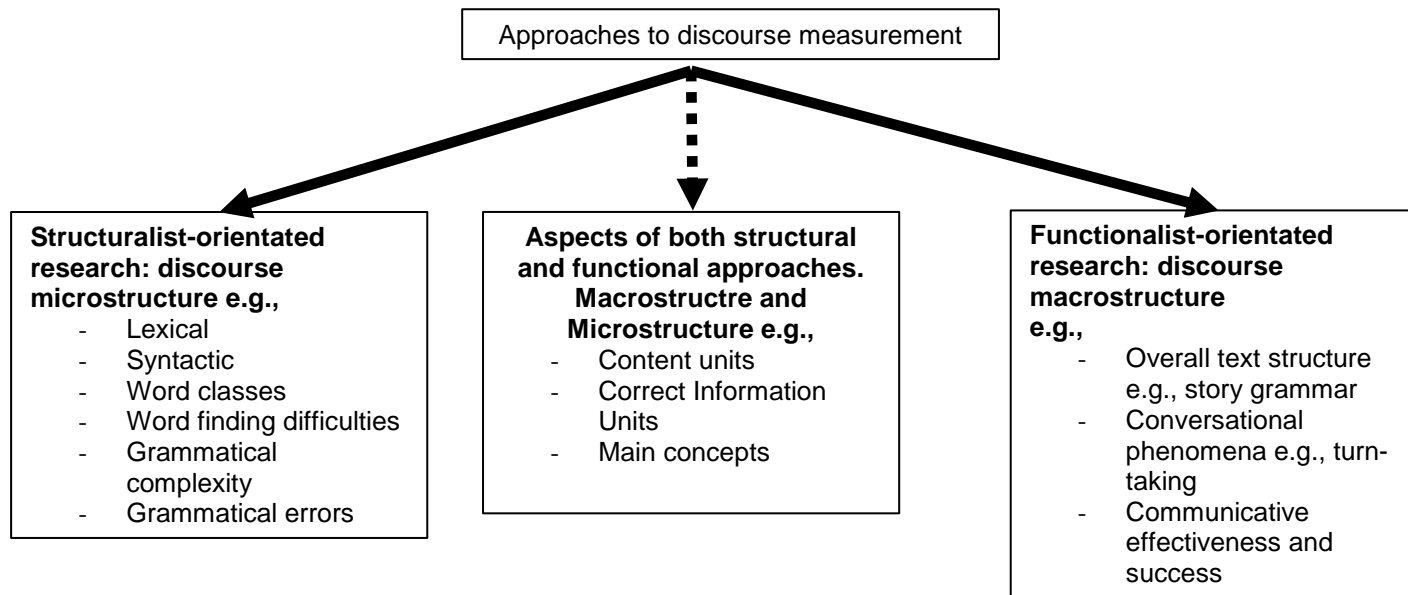 Approaches to discourse measurement
Structuralist-orientated
research: discourse
microstructure e.g.,
- Lexical
- Syntactic
- Word classes
- Word finding difficulties
- Grammatical
complexity
- Grammatical errors
Aspects of both structural
and functional approaches.
Macrostructre and
Microstructure e.g.,
- Content units
- Correct Information
Units
- Main concepts
Functionalist-orientated
research: discourse
macrostructure
e.g.,
- Overall text structure
e.g., story grammar
- Conversational
phenomena e.g., turn-
taking
- Communicative
effectiveness and
success